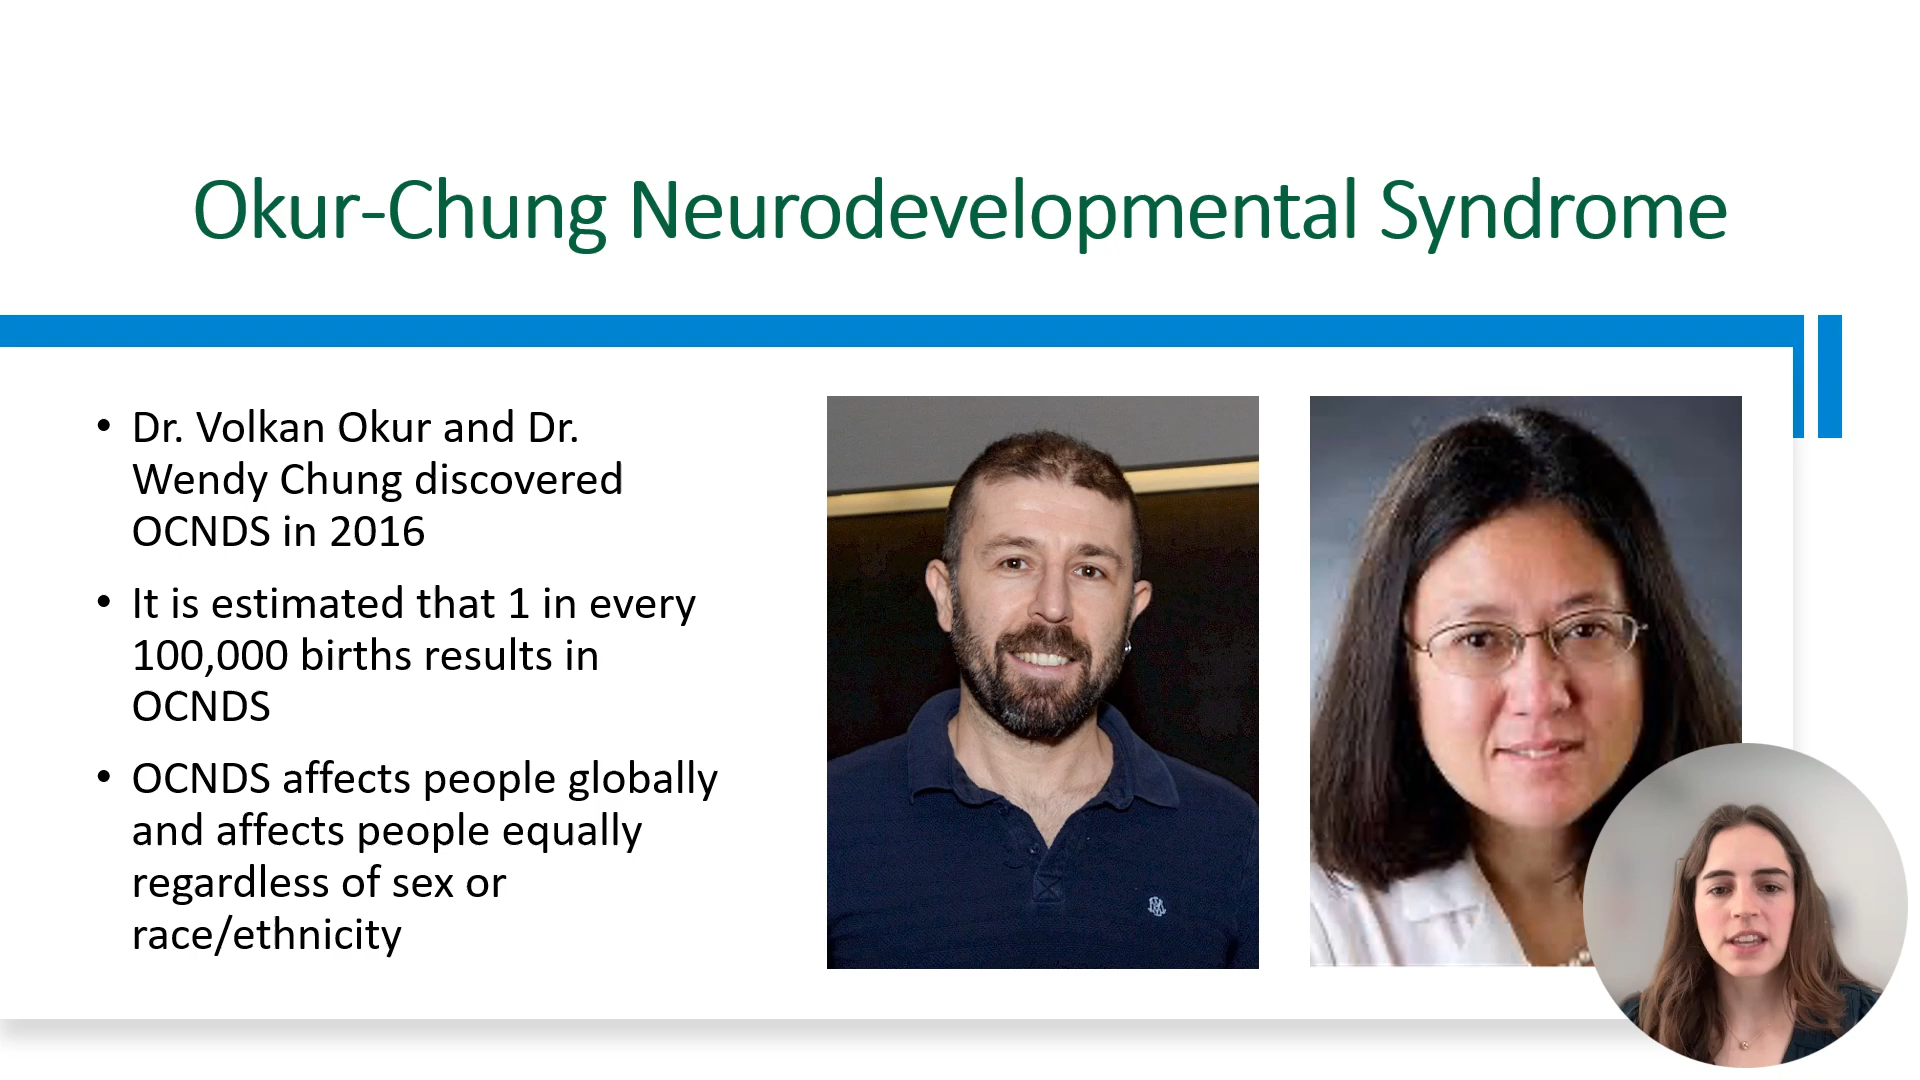 Okur-Chung Neurodevelopmental Syndrome
• Dr. Volkan Okur and Dr.
Wendy Chung discovered
OCNDS in 2016
• It is estimated that 1 in every
100,000 births results in
OCNDS
• OCNDS affects people globally
and affects people equally
regardless of sex or
race/ethnicity